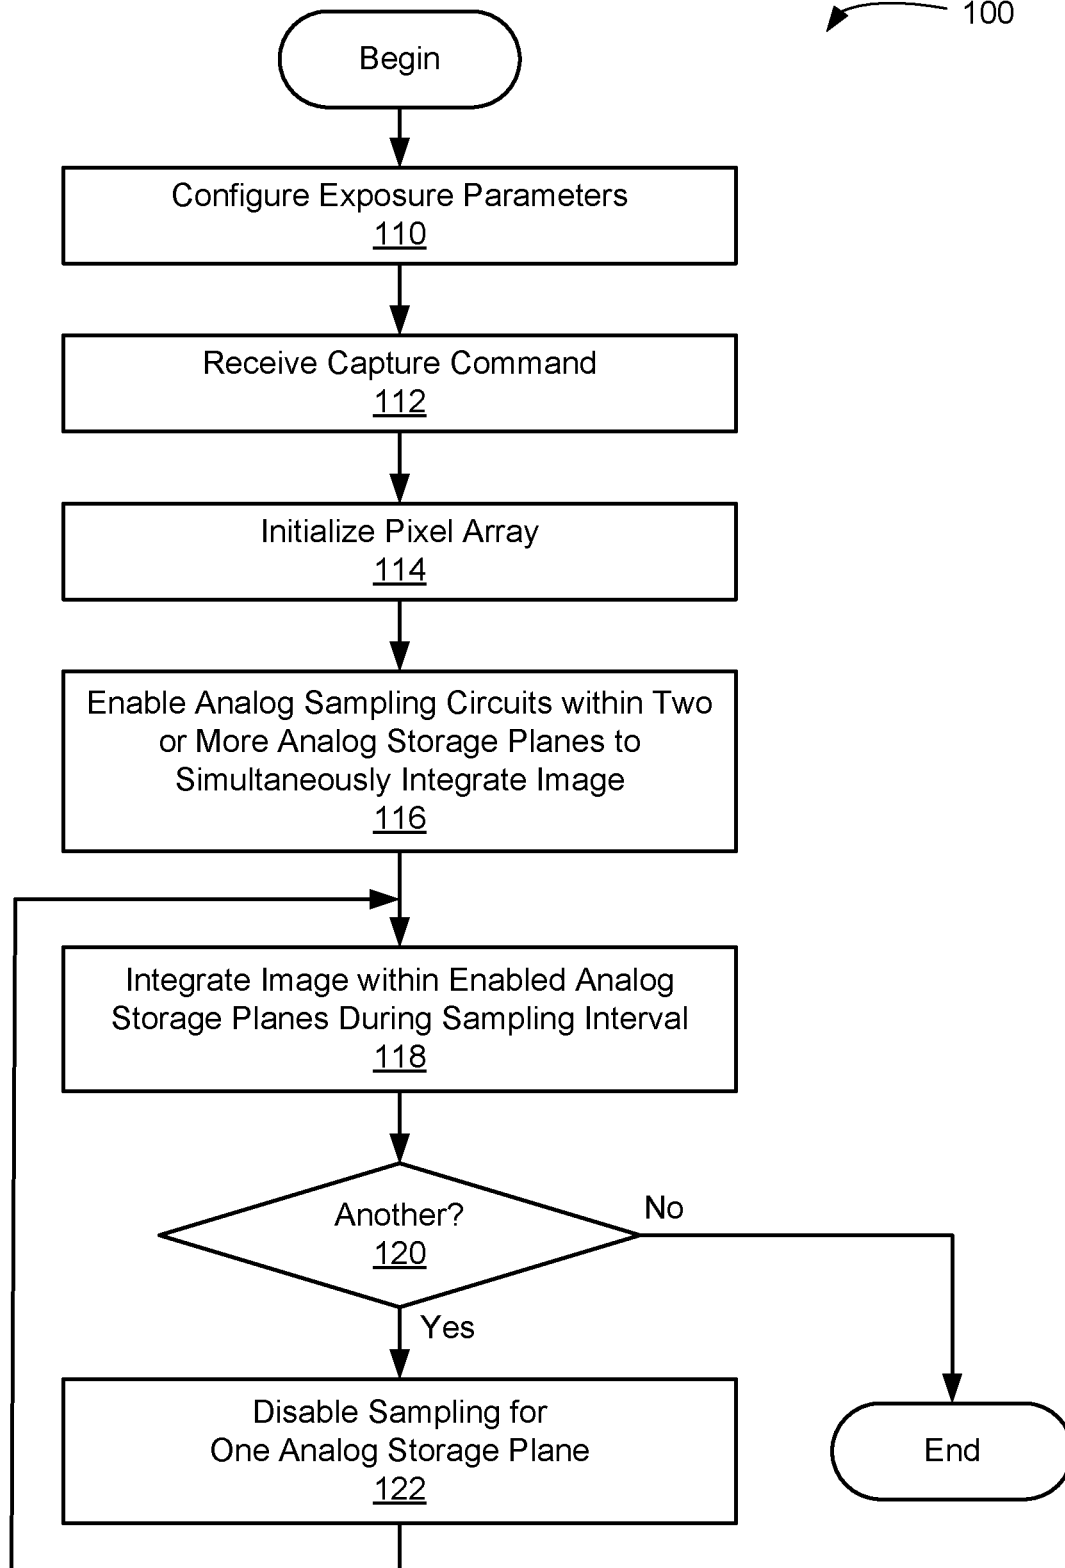 100
Begin
Configure Exposure Parameters
110
Receive Capture Command
112
Initialize Pixel Array
114
Enable Analog Sampling Circuits within Two
or More Analog Storage Planes to
Simultaneously Integrate Image
116
Integrate Image within Enabled Analog
Storage Planes During Sampling Interval
118
Another?
120
No
Yes
Disable Sampling for
One Analog Storage Plane
122
End